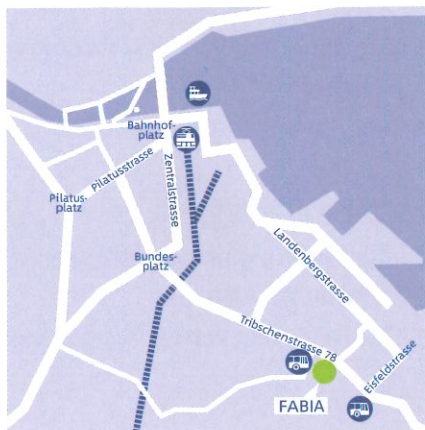 Bahnhof-
platz
Pilatusstrasse
Zentralstrasse
Pilatus-
platz
Bundes-
platz
Landenbergstrasse
Tribschenstrasse 78
Eisfeldstrasse
FABIA